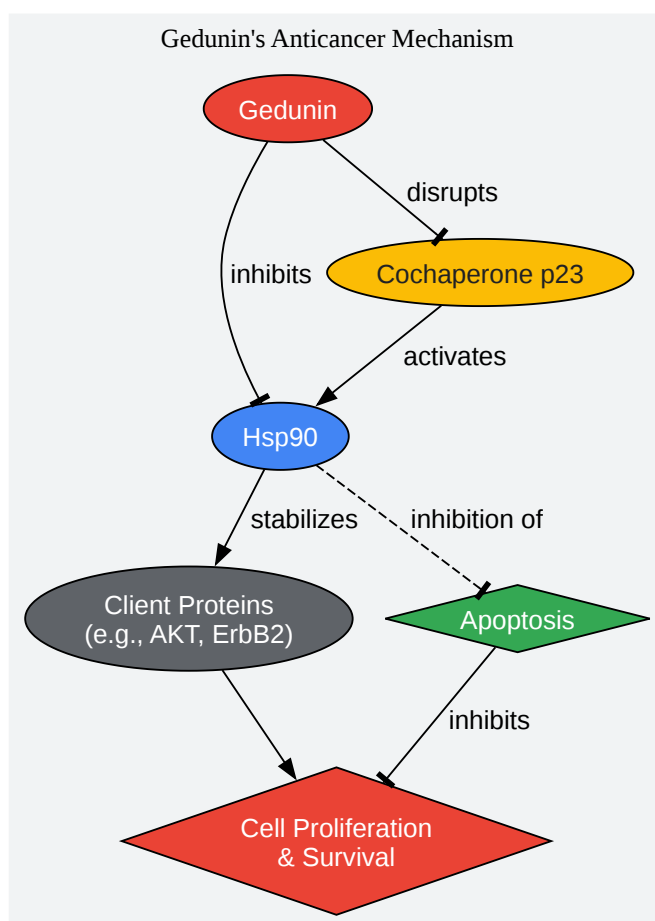 Gedunin's Anticancer Mechanism
Gedunin
disrupts
inhibits
Cochaperone p23
activates
Hsp90
stabilizes
inhibition of
Client Proteins
(e.g., AKT, ErbB2)
Apoptosis
inhibits
Cell Proliferation
& Survival